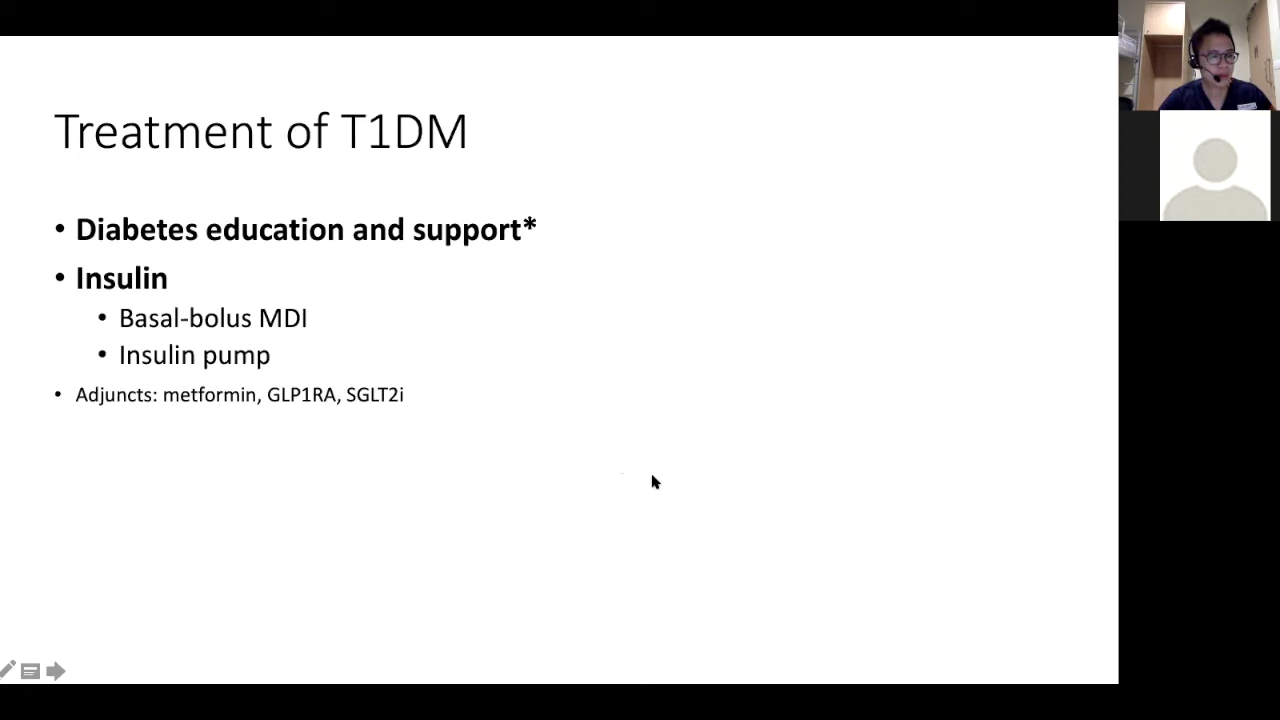 Treatment of T1DM
• Diabetes education and support*
• Insulin
• Basal-bolus MDI
• Insulin pump
• Adjuncts: metformin, GLP1RA, SGLT2i